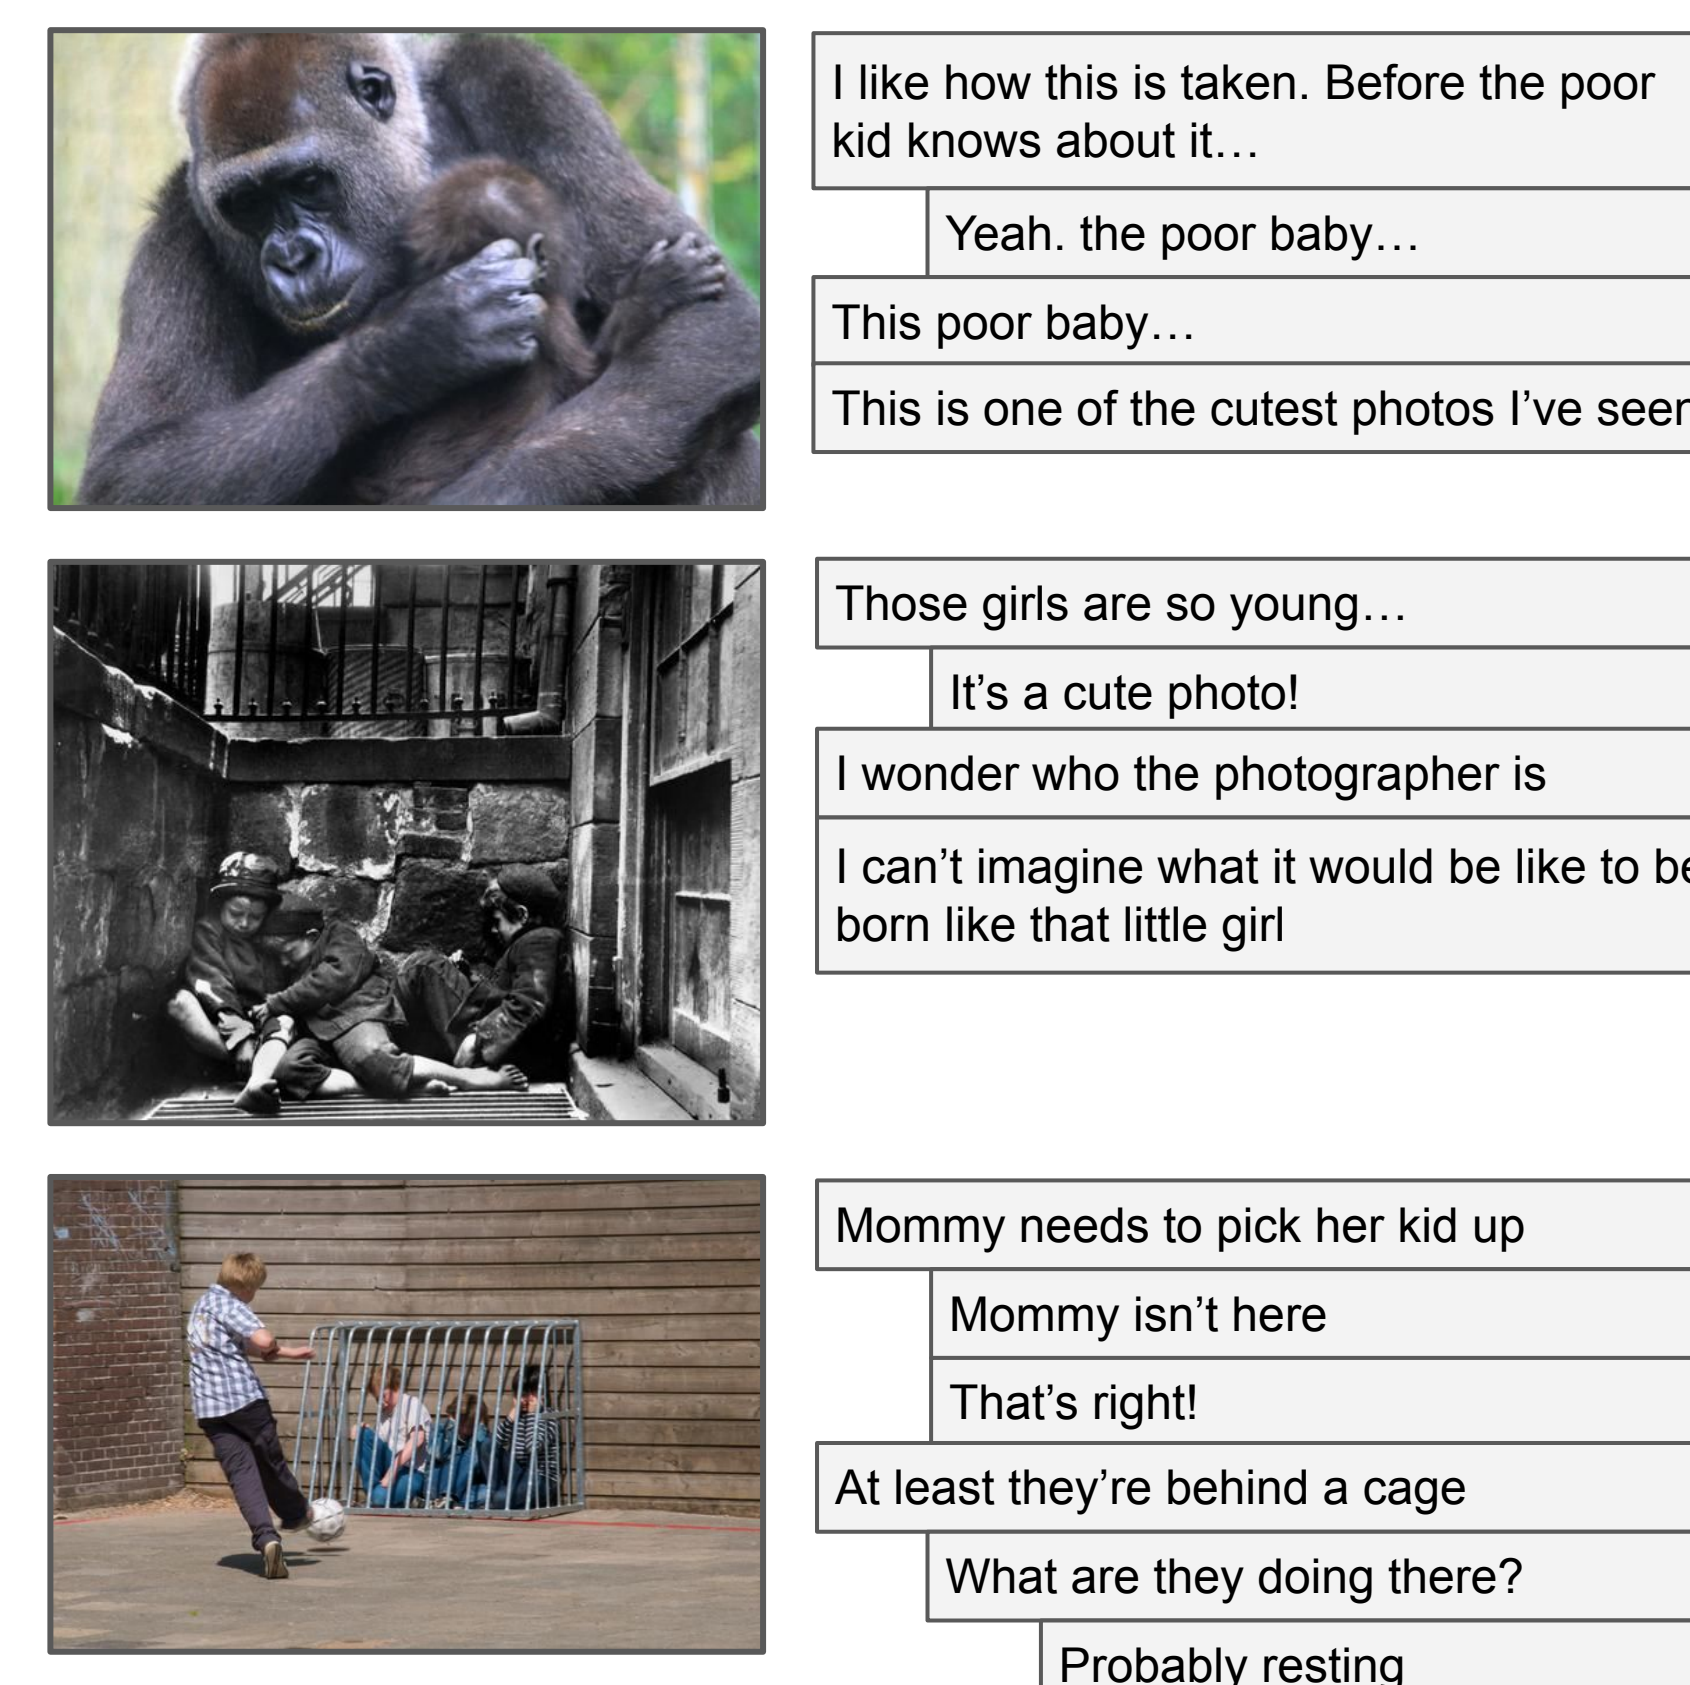 I like how this is taken. Before the poor
kid knows about it…
Yeah. the poor baby…
This poor baby…
This is one of the cutest photos I've seen
Those girls are so young…
It's a cute photo!
I wonder who the photographer is
I can't imagine what it would be like to be
born like that little girl
Mommy needs to pick her kid up
Mommy isn't here
That's right!
At least they're behind a cage
What are they doing there?
Probably resting